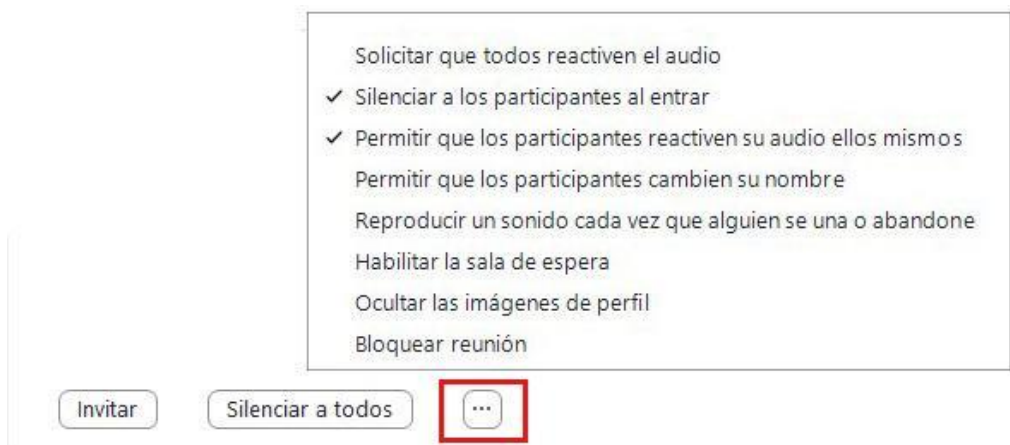 Solicitar que todos reactiven el audio
✓ Silenciar a los participantes al entrar
✓ Permitir que los participantes reactiven su audio ellos mismos
Permitir que los participantes cambien su nombre
Reproducir un sonido cada vez que alguien se una o abandone
Habilitar la sala de espera
Ocultar las imágenes de perfil
Bloquear reunión
Invitar Silenciar a todos ...